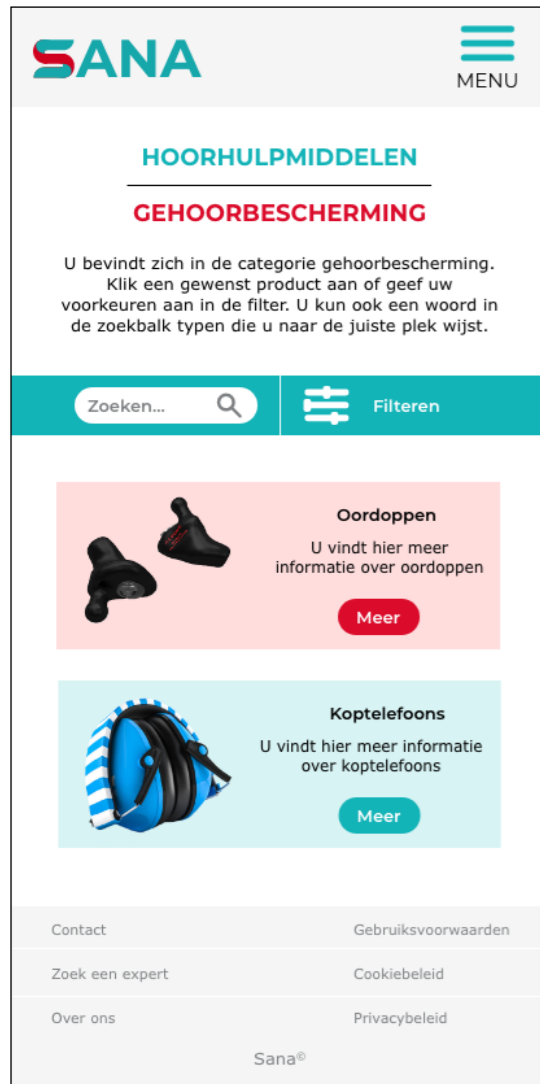 SANA
MENU
HOORHULPMIDDELEN
GEHOORBESCHERMING
U bevindt zich in de categorie gehoorbescherming.
Klik een gewenst product aan of geef uw
voorkeuren aan in de filter. U kun ook een woord in
de zoekbalk typen die u naar de juiste plek wijst.
Zoeken...
Filteren
Oordoppen
U vindt hier meer
informatie over oordoppen
Meer
Koptelefoons
U vindt hier meer informatie
over koptelefoons
Meer
Contact
Gebruiksvoorwaarden
Zoek een expert
Cookiebeleid
Over ons
Privacybeleid
Sana©